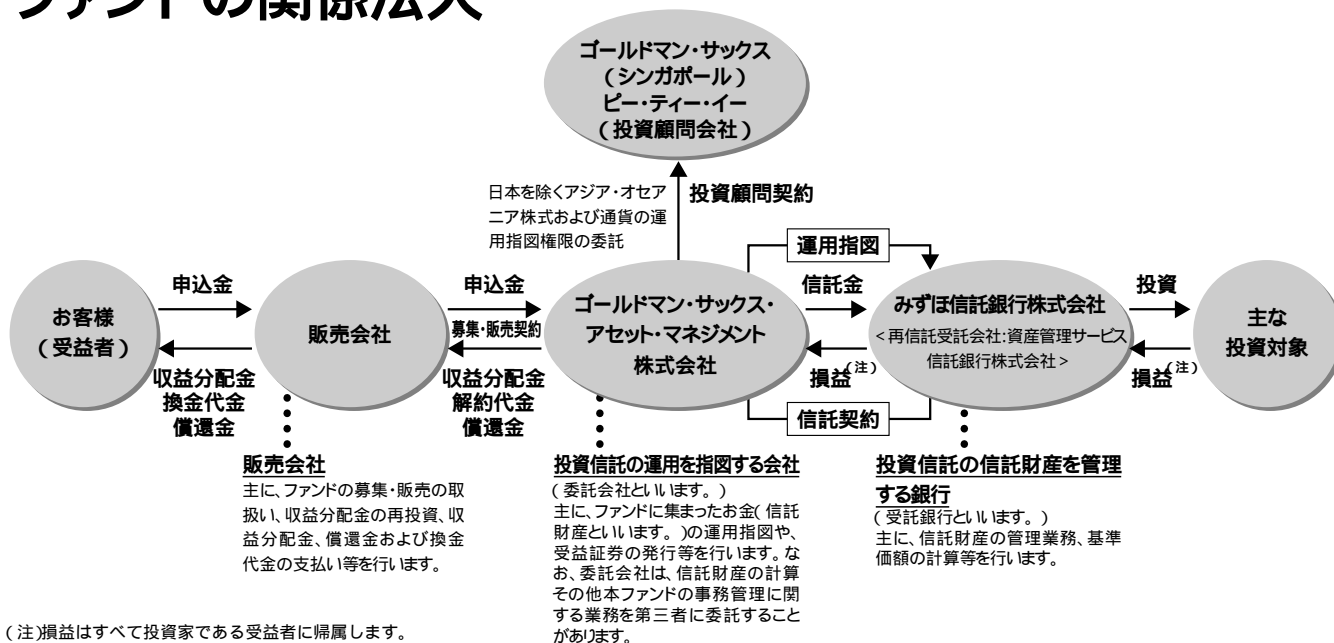 ファンドの関係法人
ゴールドマン・サックス
(シンガポール)
ピー・ティー・イー
(投資顧問会社)
日本を除くアジア・オセア
ニア株式および通貨の運
用指図権限の委託
投資顧問契約
運用指図
お客様
(受益者)
申込金
収益分配金
換金代金
償還金
販売会社
申込金
募集・販売契約
収益分配金
解約代金
償還金
ゴールドマン・サックス・
アセット・マネジメント
株式会社
信託金
損益(注)
信託契約
みずほ信託銀行株式会社
<再信託受託会社:資産管理サービス
信託銀行株式会社>
投資
損益(注)
主な
投資対象
販売会社
主に、ファンドの募集・販売の取
扱い、収益分配金の再投資、収
益分配金、償還金および換金
代金の支払い等を行います。
投資信託の運用を指図する会社
(委託会社といいます。)
主に、ファンドに集まったお金(信託
財産といいます。)の運用指図や、
受益証券の発行等を行います。な
お、委託会社は、信託財産の計算
その他本ファンドの事務管理に関
する業務を第三者に委託すること
があります。
投資信託の信託財産を管理
する銀行
(受託銀行といいます。)
主に、信託財産の管理業務、基準
価額の計算等を行います。
(注)損益はすべて投資家である受益者に帰属します。